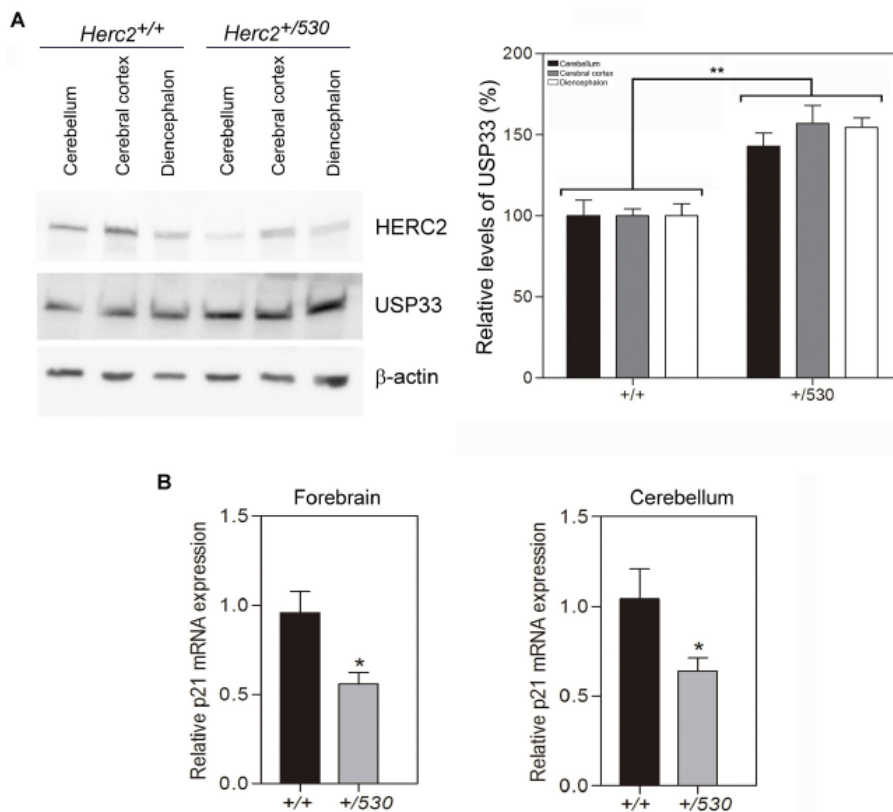 A
Herc2+/+ Herc2+/530
Cerebellum
Cerebral cortex
Diencephalon
Cerebellum
Cerebral cortex
Diencephalon
HERC2
USP33
β-actin
Relative levels of USP33 (%)
200
150
100
50
0
Cerebellum
Cerebral cortex
Diencephalon
**
+/+ +/530
B
Forebrain
Relative p21 mRNA expression
1.5
1.0
0.5
0.0
*
+/+ +/530
Cerebellum
Relative p21 mRNA expression
1.5
1.0
0.5
0.0
*
+/+ +/530